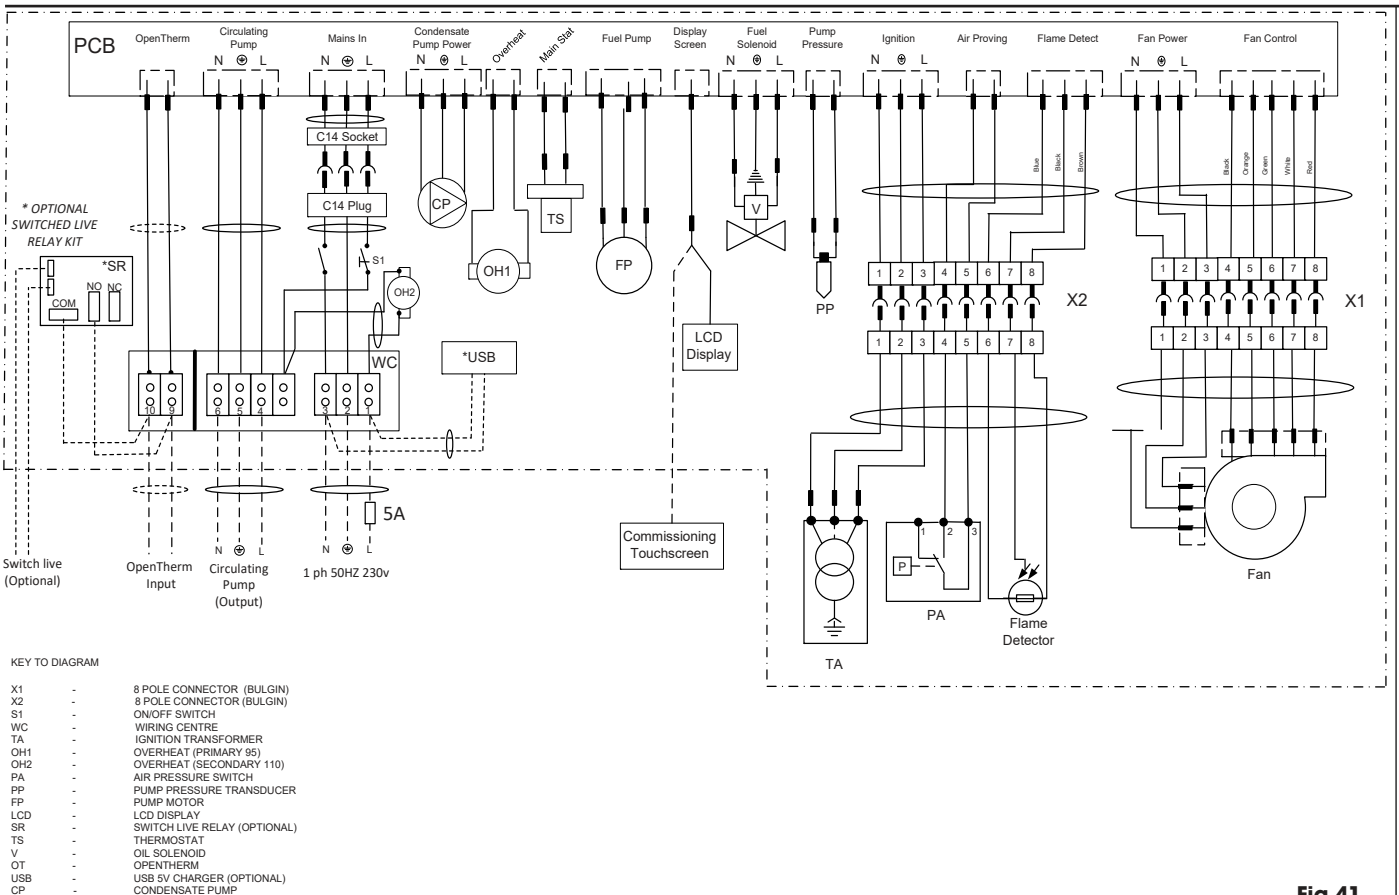 PCB
OpenTherm
Circulating
Pump
Mains In
Condensate
Pump Power
Overheat
Main Stat
Fuel Pump
Display
Screen
Fuel
Solenoid
Pump
Pressure
Ignition
Air Proving
Flame Detect
Fan Power
Fan Control
N L
N L
N L
N L
N L
N L
C14 Socket
C14 Plug
S1
OH2
CP
OH1
TS
FP
V
PP
Blue
Black
Brown
Black
Orange
Green
White
Red
* OPTIONAL
SWITCHED LIVE
RELAY KIT
*SR
COM
NO NC
WC
*USB
LCD
Display
1 2 3 4 5 6 7 8
X2
1 2 3 4 5 6 7 8
1 2 3 4 5 6 7 8
X1
1 2 3 4 5 6 7 8
10 9 6 5 4 3 2 1
5A
N L
N L
Switch live
(Optional)
OpenTherm
Input
Circulating
Pump
(Output)
1 ph 50HZ 230v
Commissioning
Touchscreen
TA
1 2 3
P
PA
Flame
Detector
Fan
KEY TO DIAGRAM
X1 - 8 POLE CONNECTOR (BULGIN)
X2 - 8 POLE CONNECTOR (BULGIN)
S1 - ON/OFF SWITCH
WC - WIRING CENTRE
TA - IGNITION TRANSFORMER
OH1 - OVERHEAT (PRIMARY 95)
OH2 - OVERHEAT (SECONDARY 110)
PA - AIR PRESSURE SWITCH
PP - PUMP PRESSURE TRANSDUCER
FP - PUMP MOTOR
LCD - LCD DISPLAY
SR - SWITCH LIVE RELAY (OPTIONAL)
TS - THERMOSTAT
V - OIL SOLENOID
OT - OPENTHERM
USB - USB 5V CHARGER (OPTIONAL)
CP - CONDENSATE PUMP
Fig 41